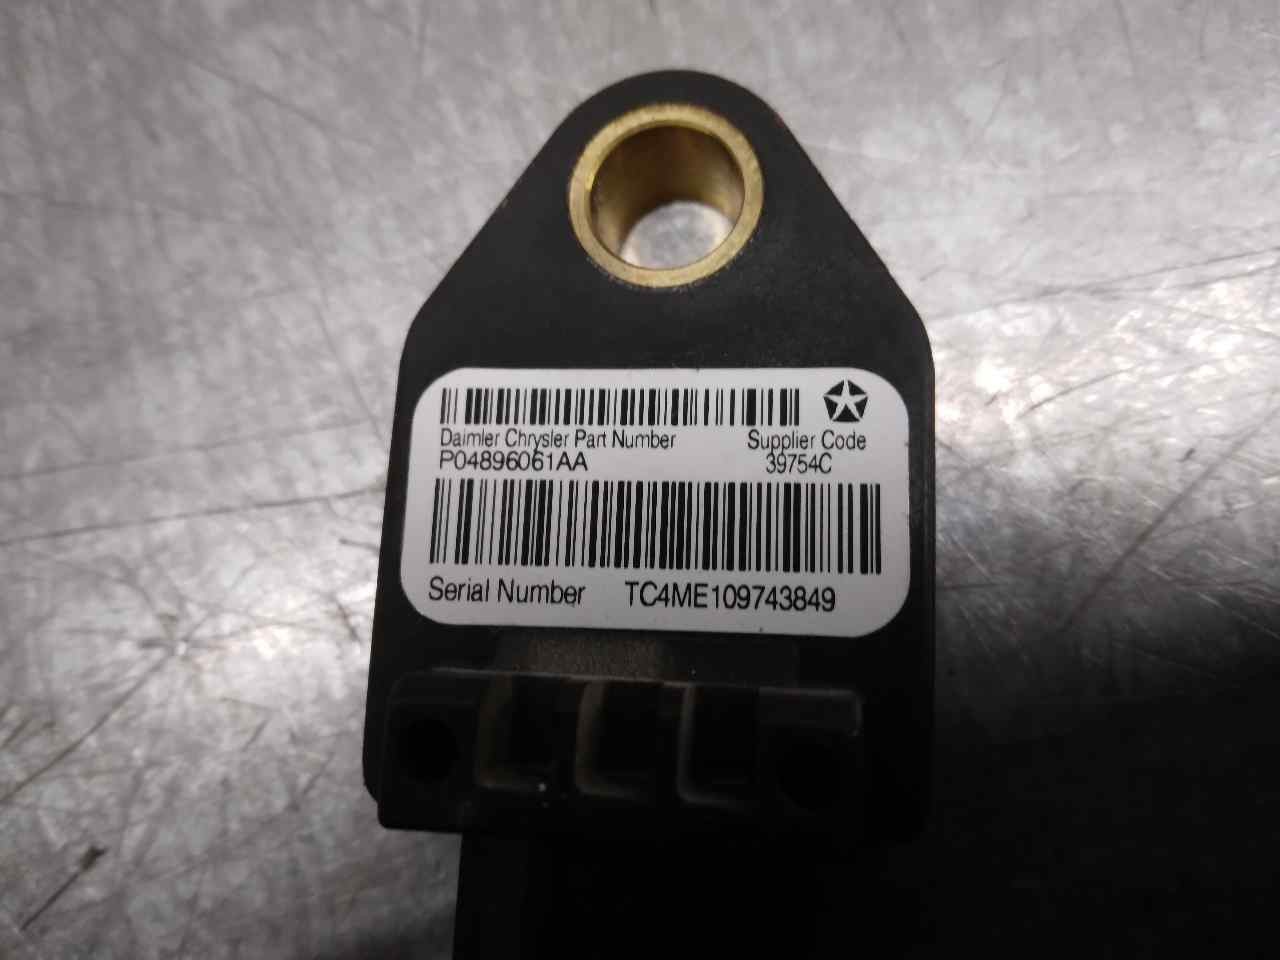 Daimler Chrysler Part Number Supplier Code
P04896061AA 39754C
Serial Number TC4ME109743849